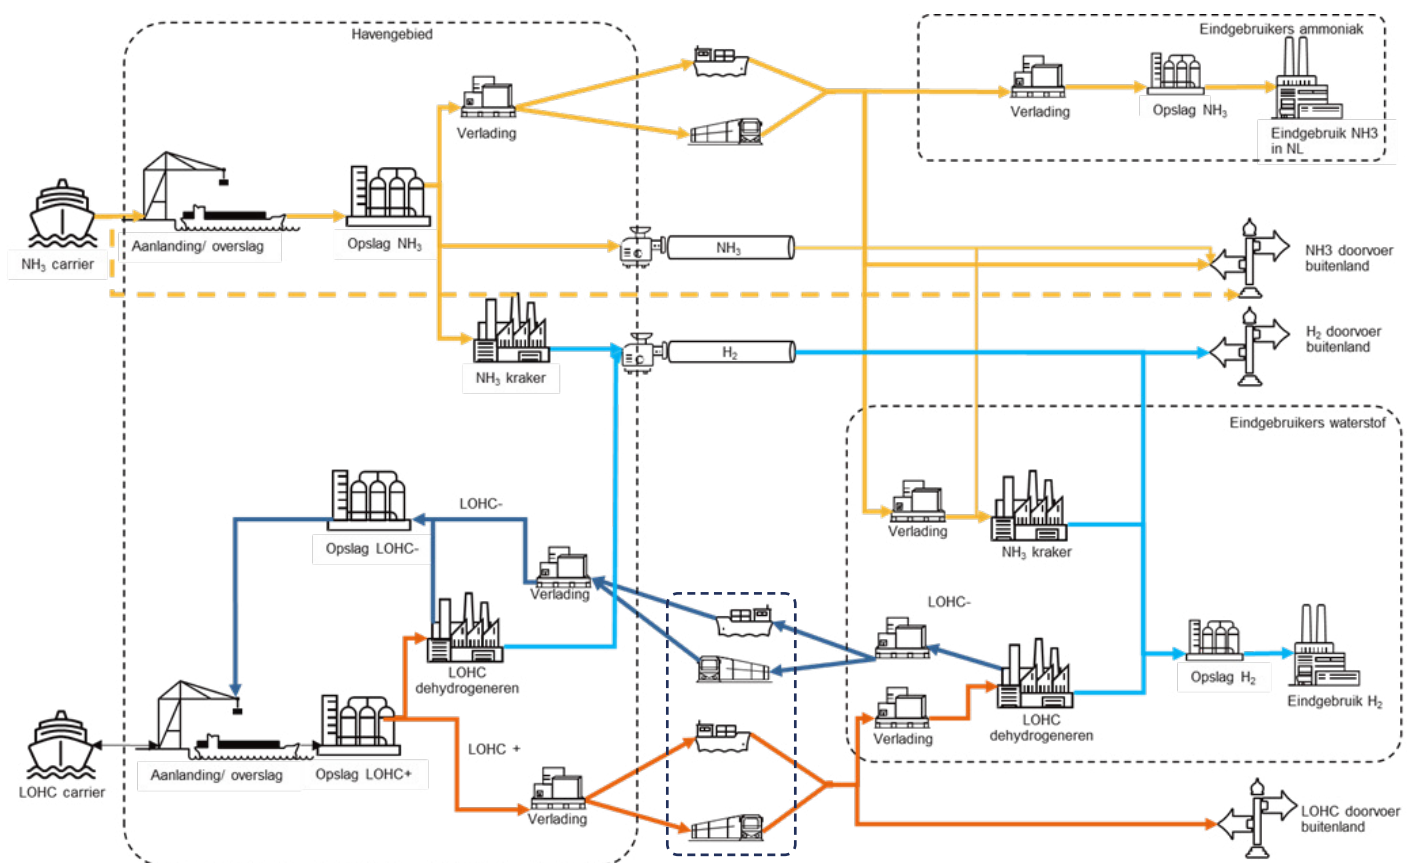 Havengebied
Eindgebruikers ammoniak
Verlading
Verlading
Opslag NH₃
Eindgebruik NH3
in NL
NH₃ carrier
Aanlanding/ overslag
Opslag NH₃
NH₃
NH3 doorvoer
buitenland
H₂
H₂ doorvoer
buitenland
NH₃ kraker
Eindgebruikers waterstof
LOHC-
Opslag LOHC-
Verlading
NH₃ kraker
Verlading
LOHC-
LOHC
dehydrogeneren
Opslag H₂
Eindgebruik H₂
LOHC
dehydrogeneren
Verlading
LOHC +
LOHC carrier
Aanlanding/ overslag
Opslag LOHC+
Verlading
LOHC doorvoer
buitenland